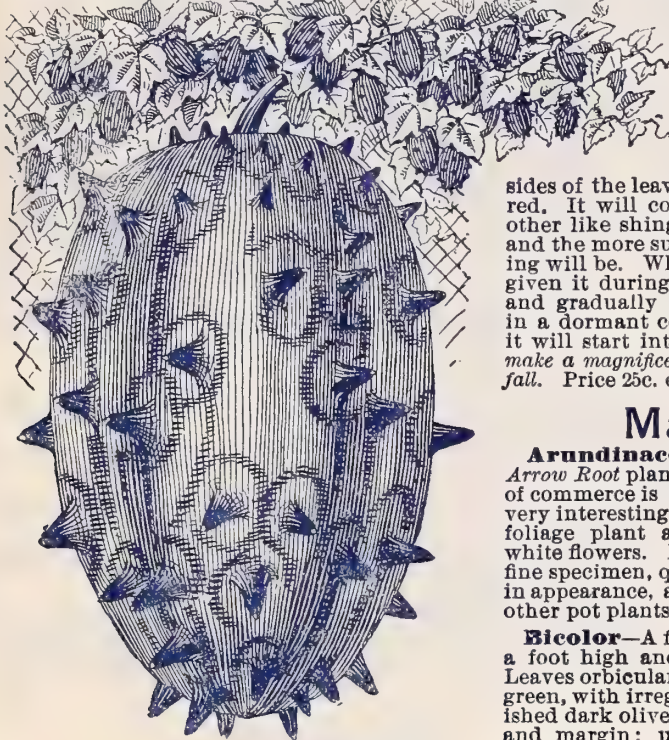 sides of the leav
red. It will co
other like shing
and the more su
ing will be. Wh
given it during
and gradually
in a dormant c
it will start int
make a magnifice
fall. Price 25c. e
Ma
Arundinace
Arrow Root plan
of commerce is
very interesting
foliage plant a
white flowers.
fine specimen, q
in appearance, a
other pot plants
Bicolor—A f
a foot high and
Leaves orbicular
green, with irreg
ished dark olive
and margin; u